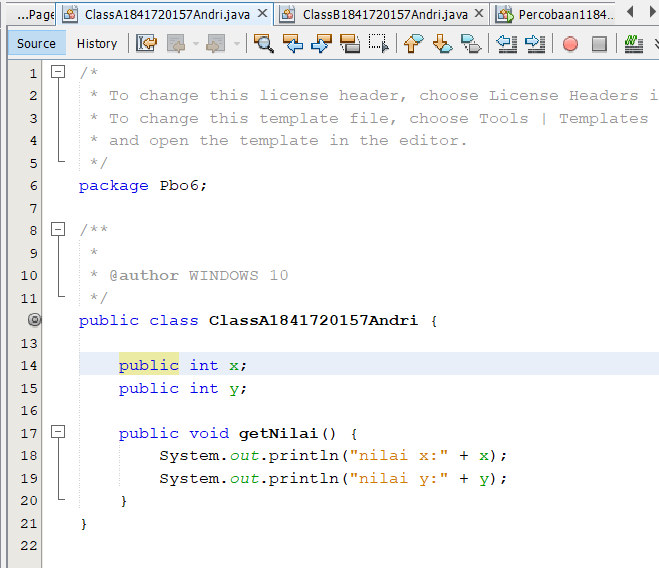 ...Page
ClassA1841720157Andri.java
ClassB1841720157Andri.java
Percobaan1184...
Source
History
1 /*
2 * To change this license header, choose License Headers i
3 * To change this template file, choose Tools | Templates
4 * and open the template in the editor.
5 */
6 package Pbo6;
7
8 /**
9 *
10 * @author WINDOWS 10
11 */
public class ClassA1841720157Andri {
13
14 public int x;
15 public int y;
16
17 public void getNilai() {
18 System.out.println("nilai x:" + x);
19 System.out.println("nilai y:" + y);
20 }
21 }
22